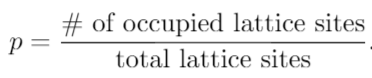 p = # of occupied lattice sites / total lattice sites.